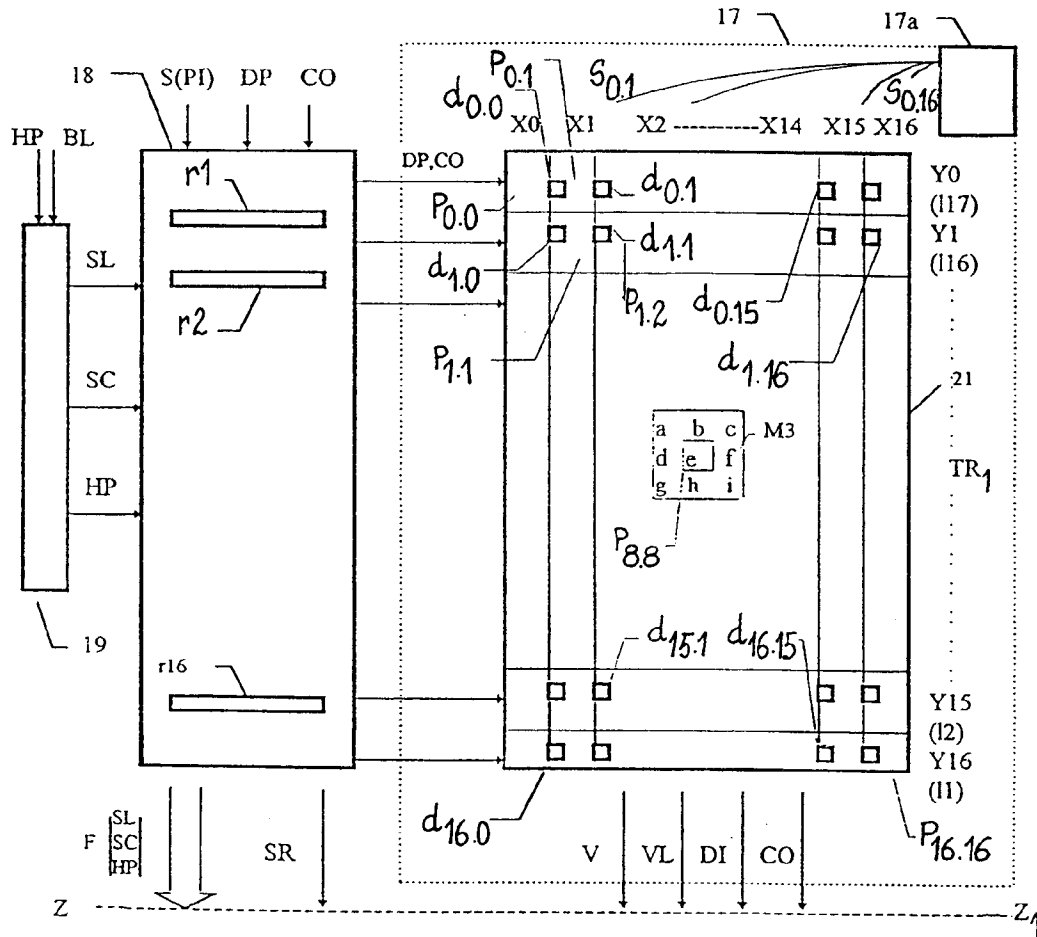 17
17a
18
S(PI) DP CO
P0.1
d0.0
S0.1
S0.16
X0 X1 X2 --------X14 X15 X16
HP BL
DP,CO
r1
P0.0
d0.1
Y0
(l17)
SL
d1.0
d1.1
Y1
(l16)
r2
P1.2
d0.15
P1.1
d1.16
SC
21
a b c
M3
d e f
TR1
g h i
HP
P8.8
19
d15.1
d16.15
r16
Y15
(l2)
Y16
(l1)
d16.0
P16.16
F
SL
SC
HP
SR
V VL DI CO
Z
Z1